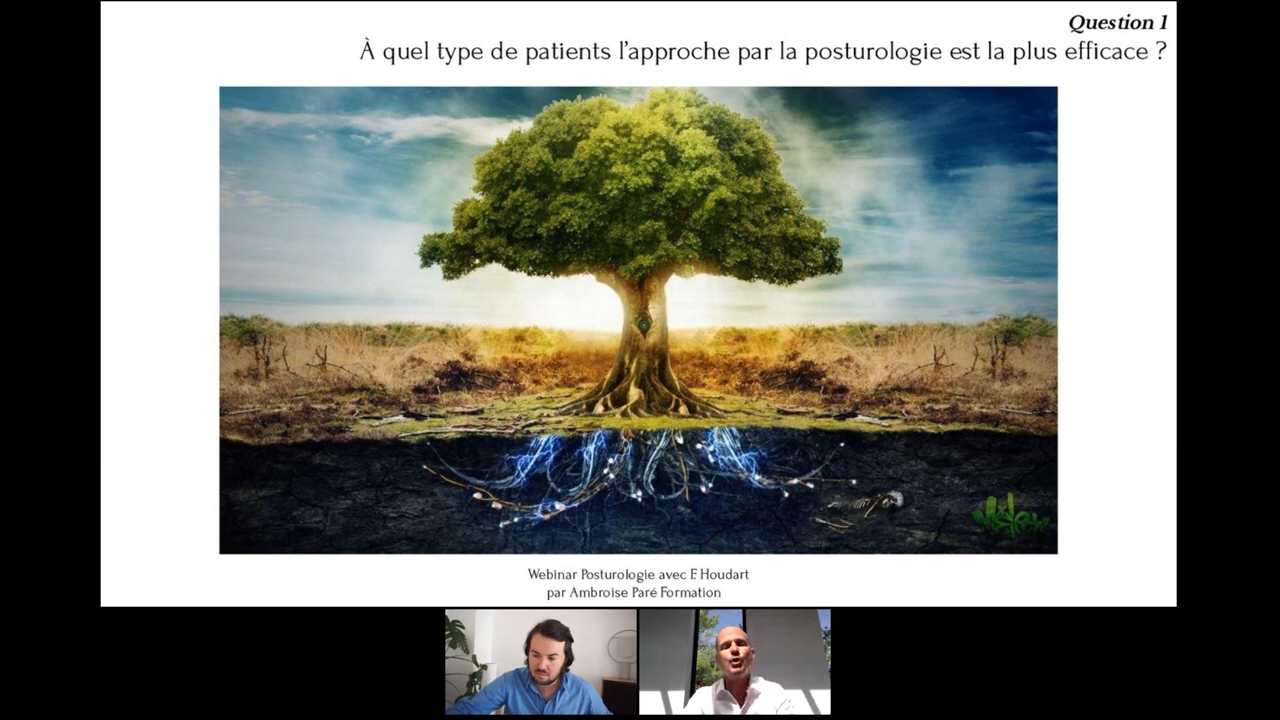 Question 1
À quel type de patients l’approche par la posturologie est la plus efficace ?
Webinar Posturologie avec F. Houdart
par Ambroise Paré Formation